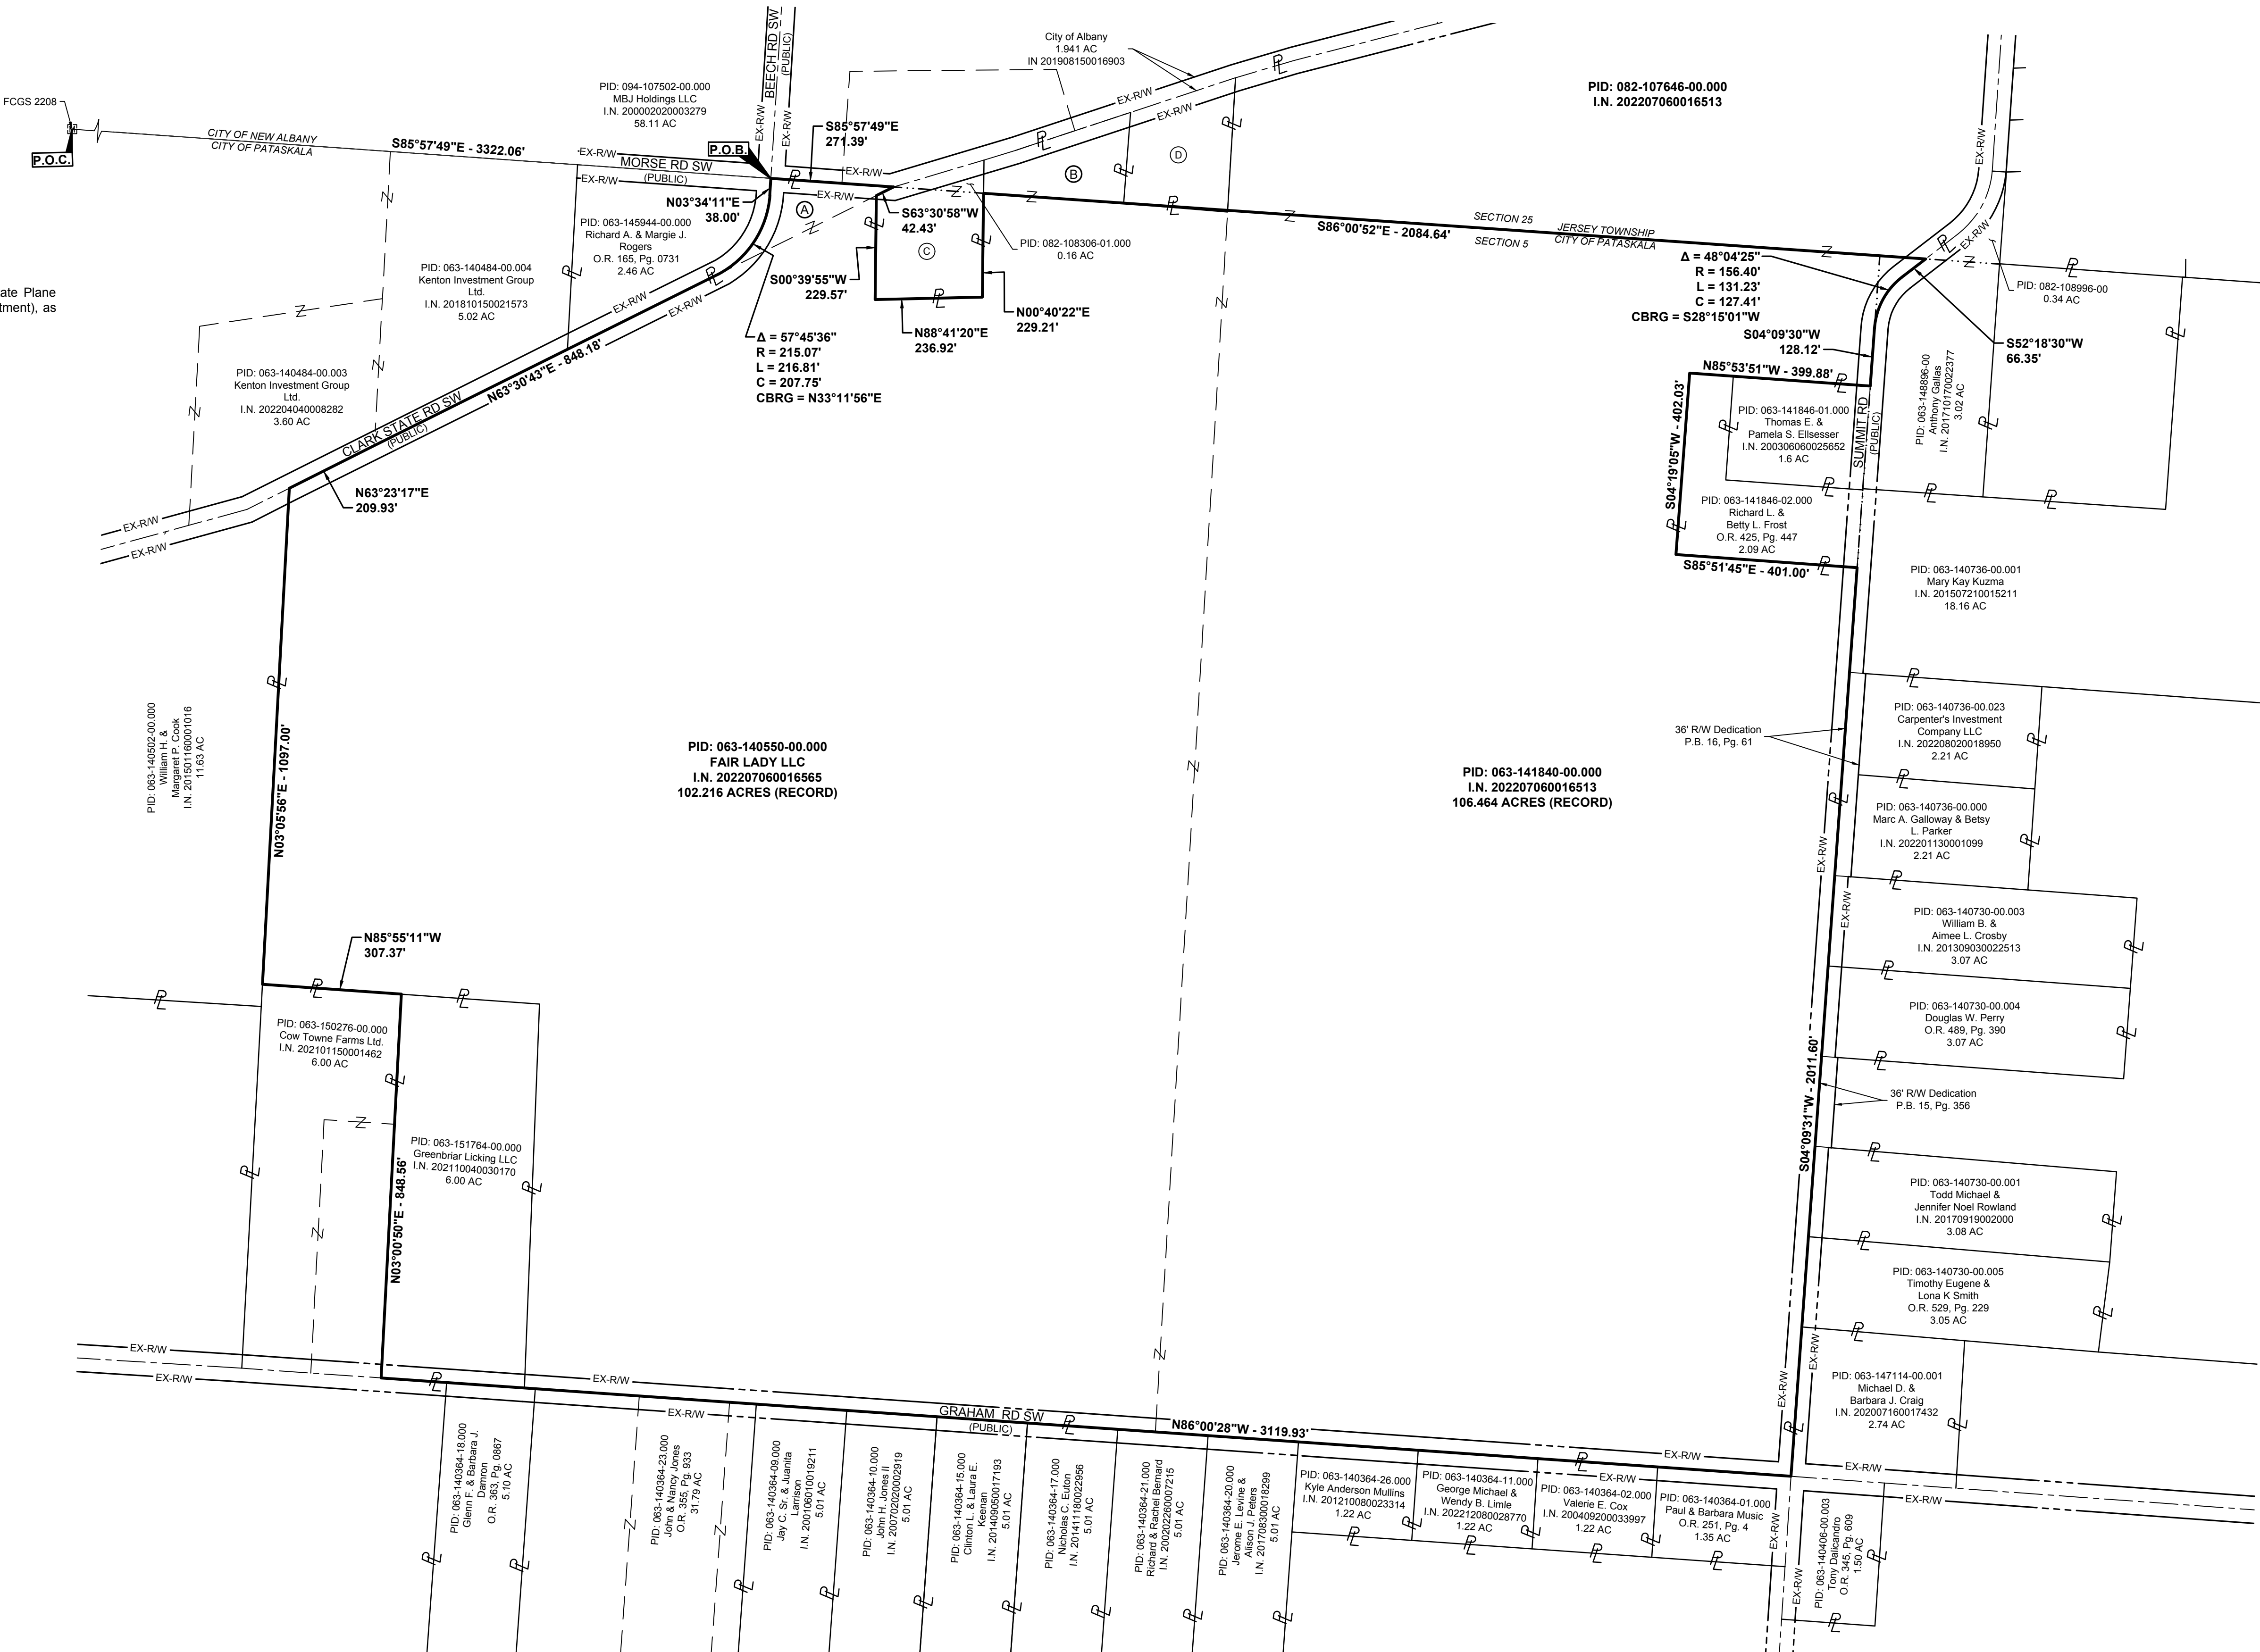 FCGS 2208
P.O.C.
CITY OF NEW ALBANY
CITY OF PATASKALA
S85°57'49"E - 3322.06'
PID: 094-107502-00.000
MBJ Holdings LLC
I.N. 200002020003279
58.11 AC
EX-R/W
MORSE RD SW
(PUBLIC)
EX-R/W
P.O.B.
BEECH RD SW
(PUBLIC)
EX-R/W
EX-R/W
S85°57'49"E
271.39'
EX-R/W
EX-R/W
City of Albany
1.941 AC
IN 201908150016903
EX-R/W
EX-R/W
PID: 082-107646-00.000
I.N. 202207060016513
N03°34'11"E
38.00'
A
B
C
D
S63°30'58"W
42.43'
PID: 082-108306-01.000
0.16 AC
S00°39'55"W
229.57'
N88°41'20"E
236.92'
N00°40'22"E
229.21'
Δ = 57°45'36"
R = 215.07'
L = 216.81'
C = 207.75'
CBRG = N33°11'56"E
PID: 063-145944-00.000
Richard A. & Margie J.
Rogers
O.R. 165, Pg. 0731
2.46 AC
PID: 063-140484-00.004
Kenton Investment Group
Ltd.
I.N. 201810150021573
5.02 AC
ate Plane
tment), as
PID: 063-140484-00.003
Kenton Investment Group
Ltd.
I.N. 202204040008282
3.60 AC
EX-R/W
EX-R/W
CLARK STATE RD SW
(PUBLIC)
N63°30'43"E - 848.18'
N63°23'17"E
209.93'
EX-R/W
EX-R/W
S86°00'52"E - 2084.64'
SECTION 25
SECTION 5
JERSEY TOWNSHIP
CITY OF PATASKALA
EX-R/W
EX-R/W
Δ = 48°04'25"
R = 156.40'
L = 131.23'
C = 127.41'
CBRG = S28°15'01"W
PID: 082-108996-00
0.34 AC
S04°09'30"W
128.12'
S52°18'30"W
66.35'
N85°53'51"W - 399.88'
S04°19'05"W - 402.03'
S85°51'45"E - 401.00'
PID: 063-141846-01.000
Thomas E. &
Pamela S. Ellsesser
I.N. 200306060025652
1.6 AC
PID: 063-141846-02.000
Richard L. &
Betty L. Frost
O.R. 425, Pg. 447
2.09 AC
SUMMIT RD
(PUBLIC)
PID: 063-148896-00
Anthony Gallas
I.N. 201710170022377
3.02 AC
PID: 063-140736-00.001
Mary Kay Kuzma
I.N. 201507210015211
18.16 AC
PID: 063-140502-00.000
William H. &
Margaret P. Cook
I.N. 201501160001016
11.63 AC
N03°05'56"E - 1097.00'
PID: 063-140550-00.000
FAIR LADY LLC
I.N. 202207060016565
102.216 ACRES (RECORD)
PID: 063-141840-00.000
I.N. 202207060016513
106.464 ACRES (RECORD)
36' R/W Dedication
P.B. 16, Pg. 61
PID: 063-140736-00.023
Carpenter's Investment
Company LLC
I.N. 202208020018950
2.21 AC
PID: 063-140736-00.000
Marc A. Galloway & Betsy
L. Parker
I.N. 202201130001099
2.21 AC
EX-R/W
EX-R/W
PID: 063-140730-00.003
William B. &
Aimee L. Crosby
I.N. 201309030022513
3.07 AC
PID: 063-140730-00.004
Douglas W. Perry
O.R. 489, Pg. 390
3.07 AC
36' R/W Dedication
P.B. 15, Pg. 356
S04°09'31"W - 2011.60'
PID: 063-140730-00.001
Todd Michael &
Jennifer Noel Rowland
I.N. 20170919002000
3.08 AC
PID: 063-140730-00.005
Timothy Eugene &
Lona K Smith
O.R. 529, Pg. 229
3.05 AC
PID: 063-147114-00.001
Michael D. &
Barbara J. Craig
I.N. 202007160017432
2.74 AC
EX-R/W
EX-R/W
N85°55'11"W
307.37'
PID: 063-150276-00.000
Cow Towne Farms Ltd.
I.N. 202101150001462
6.00 AC
PID: 063-151764-00.000
Greenbriar Licking LLC
I.N. 202110040030170
6.00 AC
N03°00'50"E - 848.56'
EX-R/W
EX-R/W
EX-R/W
EX-R/W
GRAHAM RD SW
(PUBLIC)
N86°00'28"W - 3119.93'
EX-R/W
EX-R/W
EX-R/W
EX-R/W
EX-R/W
EX-R/W
PID: 063-140364-18.000
Glenn F. & Barbara J.
Damron
O.R. 363, Pg. 0867
5.10 AC
PID: 063-140364-23.000
John & Nancy Jones
O.R. 355, Pg. 933
31.79 AC
PID: 063-140364-09.000
Jay C. Sr. & Juanita
Larrison
I.N. 200106010019211
5.01 AC
PID: 063-140364-10.000
John H. Jones II
I.N. 200702020002919
5.01 AC
PID: 063-140364-15.000
Clinton L. & Laura E.
Keenan
I.N. 201409050017193
5.01 AC
PID: 063-140364-17.000
Nicholas C. Euton
I.N. 201411180022956
5.01 AC
PID: 063-140364-21.000
Richard & Rachel Bernard
I.N. 200202260007215
5.01 AC
PID: 063-140364-20.000
Jerome E. Levine &
Alison J. Peters
I.N. 201708300018299
5.01 AC
PID: 063-140364-26.000
Kyle Anderson Mullins
I.N. 201210080023314
1.22 AC
PID: 063-140364-11.000
George Michael &
Wendy B. Limle
I.N. 202212080028770
1.22 AC
PID: 063-140364-02.000
Valerie E. Cox
I.N. 200409200033997
1.22 AC
PID: 063-140364-01.000
Paul & Barbara Music
O.R. 251, Pg. 4
1.35 AC
PID: 063-140406-00.003
Tony Dalicandro
O.R. 345, Pg. 609
1.50 AC